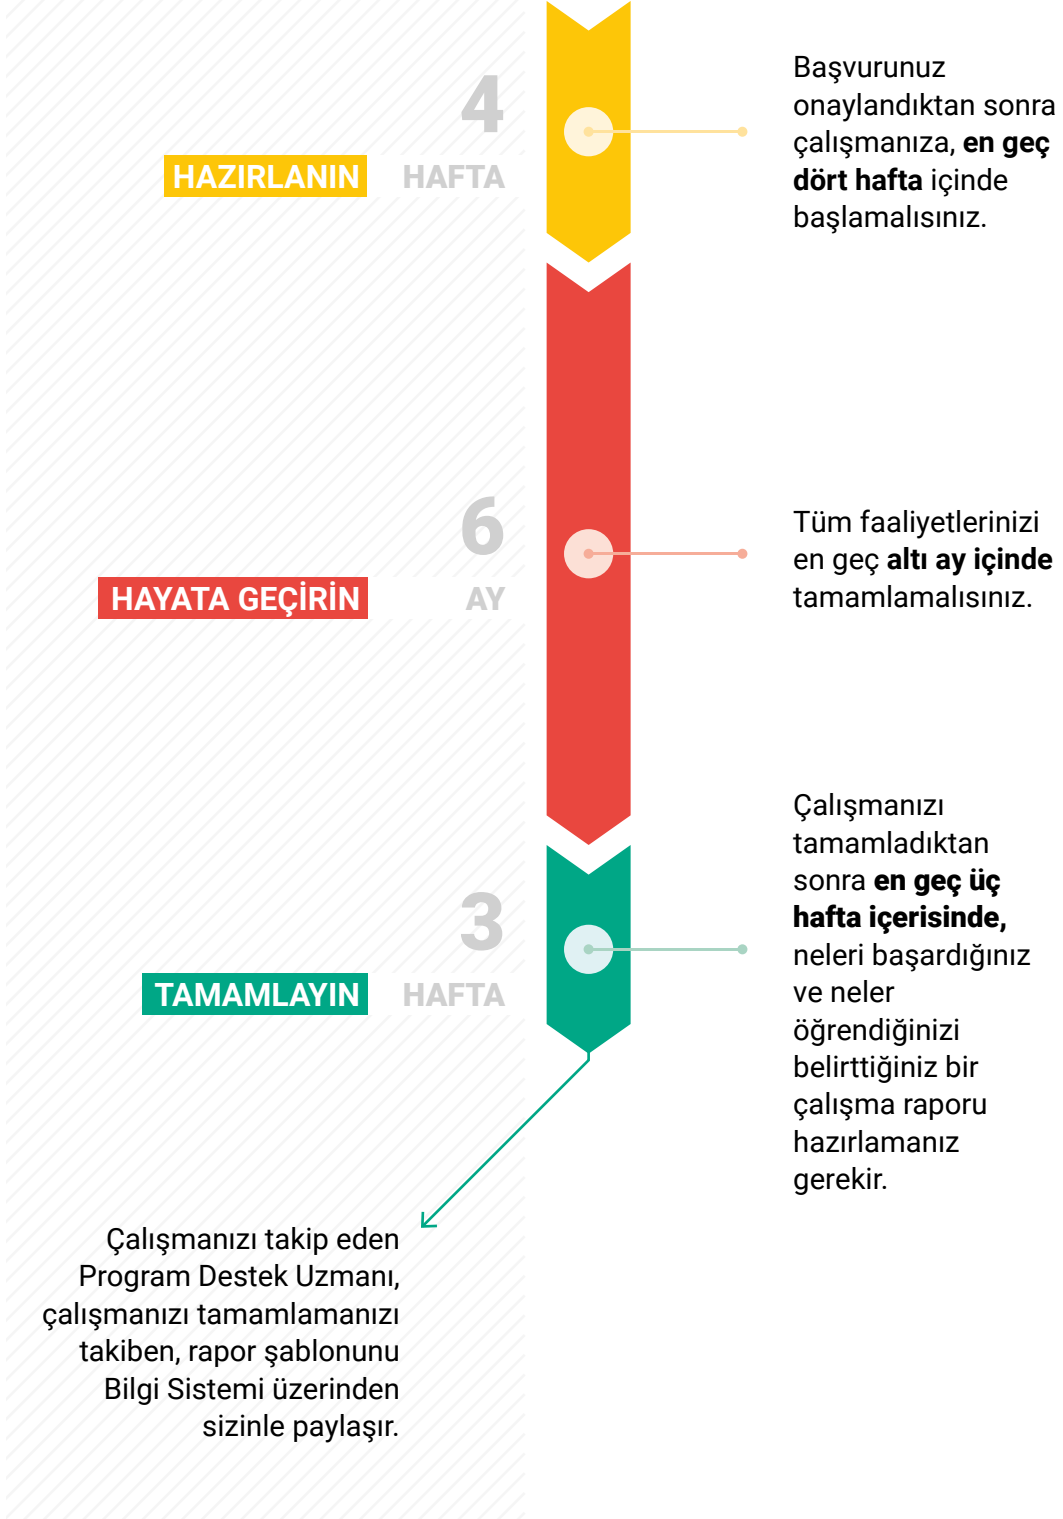 4
HAZIRLANIN HAFTA
Başvurunuz
onaylandıktan sonra
çalışmanıza, en geç
dört hafta içinde
başlamalısınız.
6
HAYATA GEÇİRİN AY
Tüm faaliyetlerinizi
en geç altı ay içinde
tamamlamalısınız.
3
TAMAMLAYIN HAFTA
Çalışmanızı
tamamladıktan
sonra en geç üç
hafta içerisinde,
neleri başardığınız
ve neler
öğrendiğinizi
belirttiğiniz bir
çalışma raporu
hazırlamanız
gerekir.
Çalışmanızı takip eden
Program Destek Uzmanı,
çalışmanızı tamamlamanızı
takiben, rapor şablonunu
Bilgi Sistemi üzerinden
sizinle paylaşır.